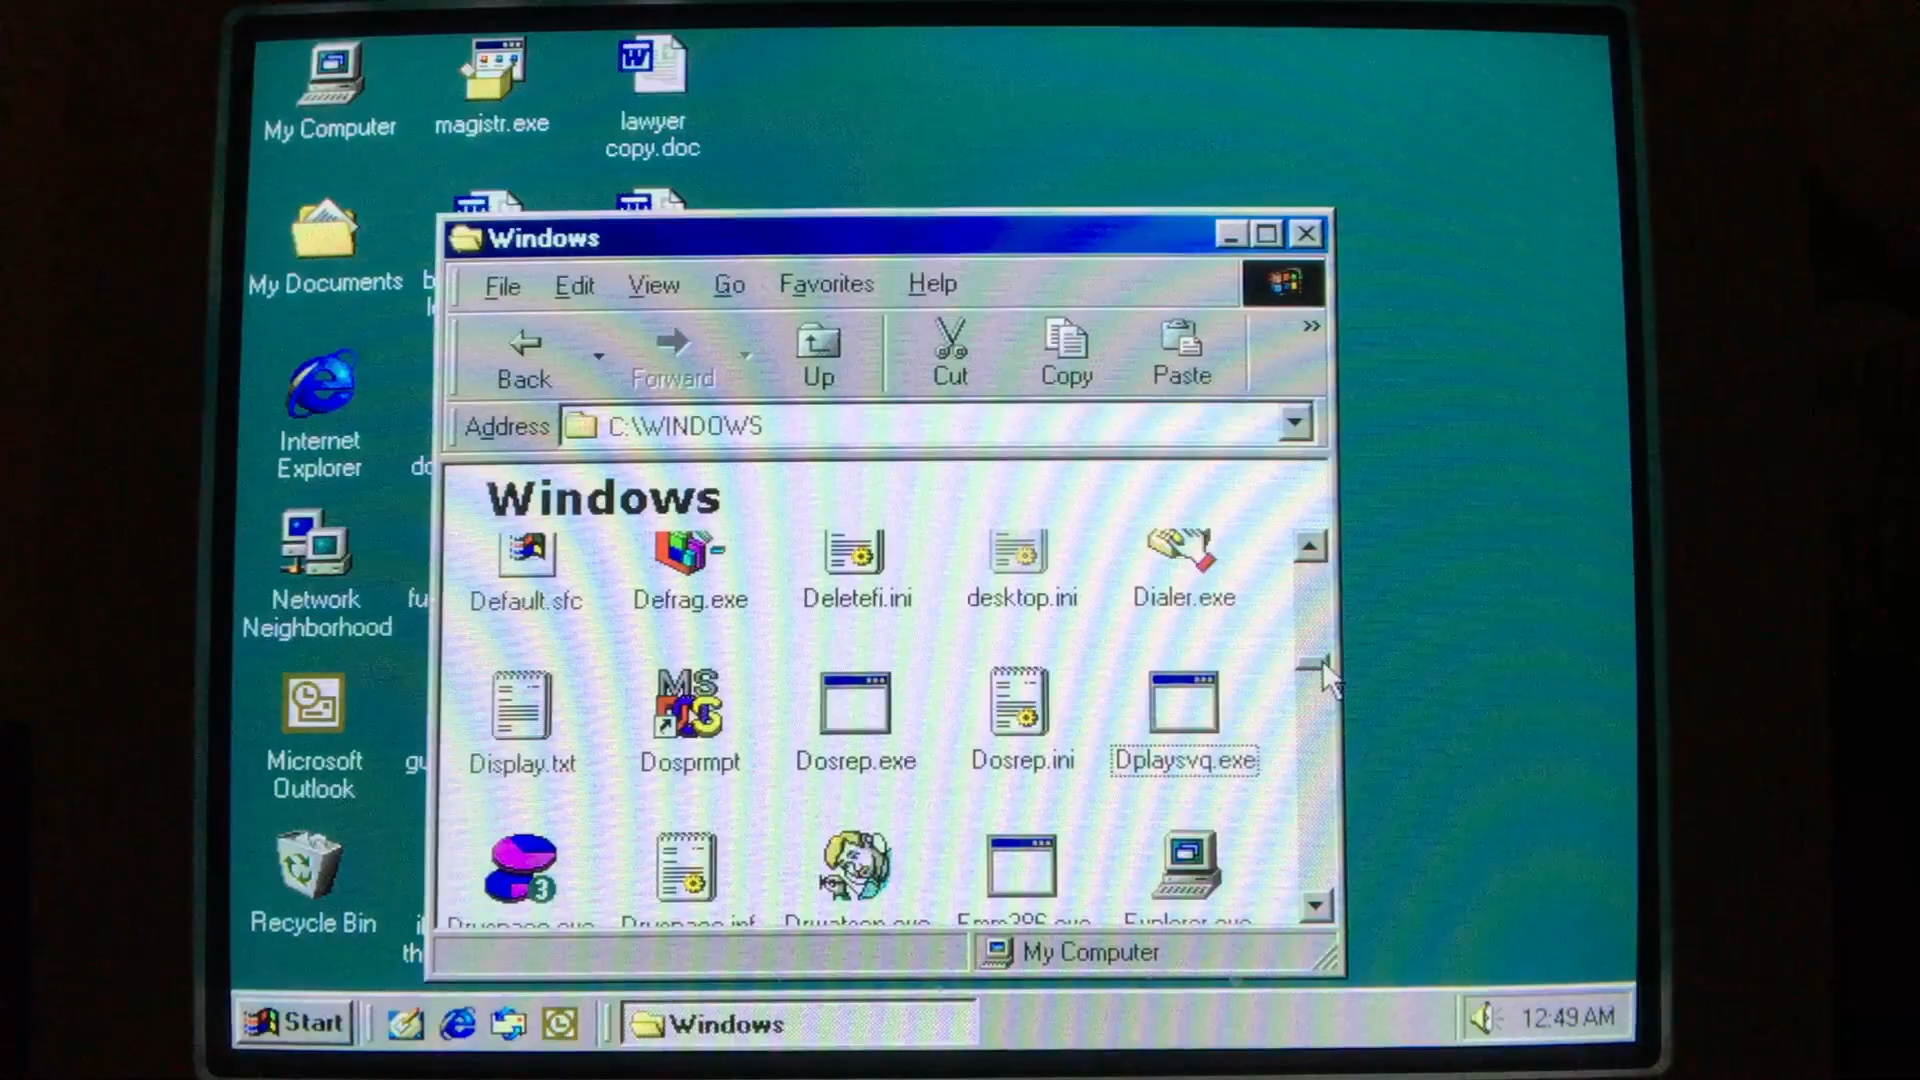 My Computer
magistr.exe
lawyer
copy.doc
My Documents
Internet
Explorer
Network
Neighborhood
Microsoft
Outlook
Recycle Bin
Windows
File Edit View Go Favorites Help
Back Forward Up Cut Copy Paste »
Address C:\WINDOWS
Windows
Default.sfc Defrag.exe Deletefi.ini desktop.ini Dialer.exe
MS
DOS
Display.txt Dosprmpt Dosrep.exe Dosrep.ini Dplaysvq.exe
3
My Computer
Start Windows 12:49 AM